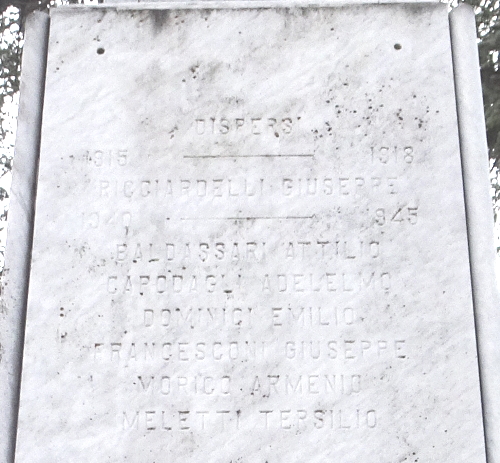 DISPERSI
1915 1918
RICCIARDELLI GIUSEPPE
1940 1945
BALDASSARI ATTILIO
CAPODAGLI ADELELMO
DOMINICI EMILIO
FRANCESCONI GIUSEPPE
MORICO ARMENIO
MELETTI TERSILIO